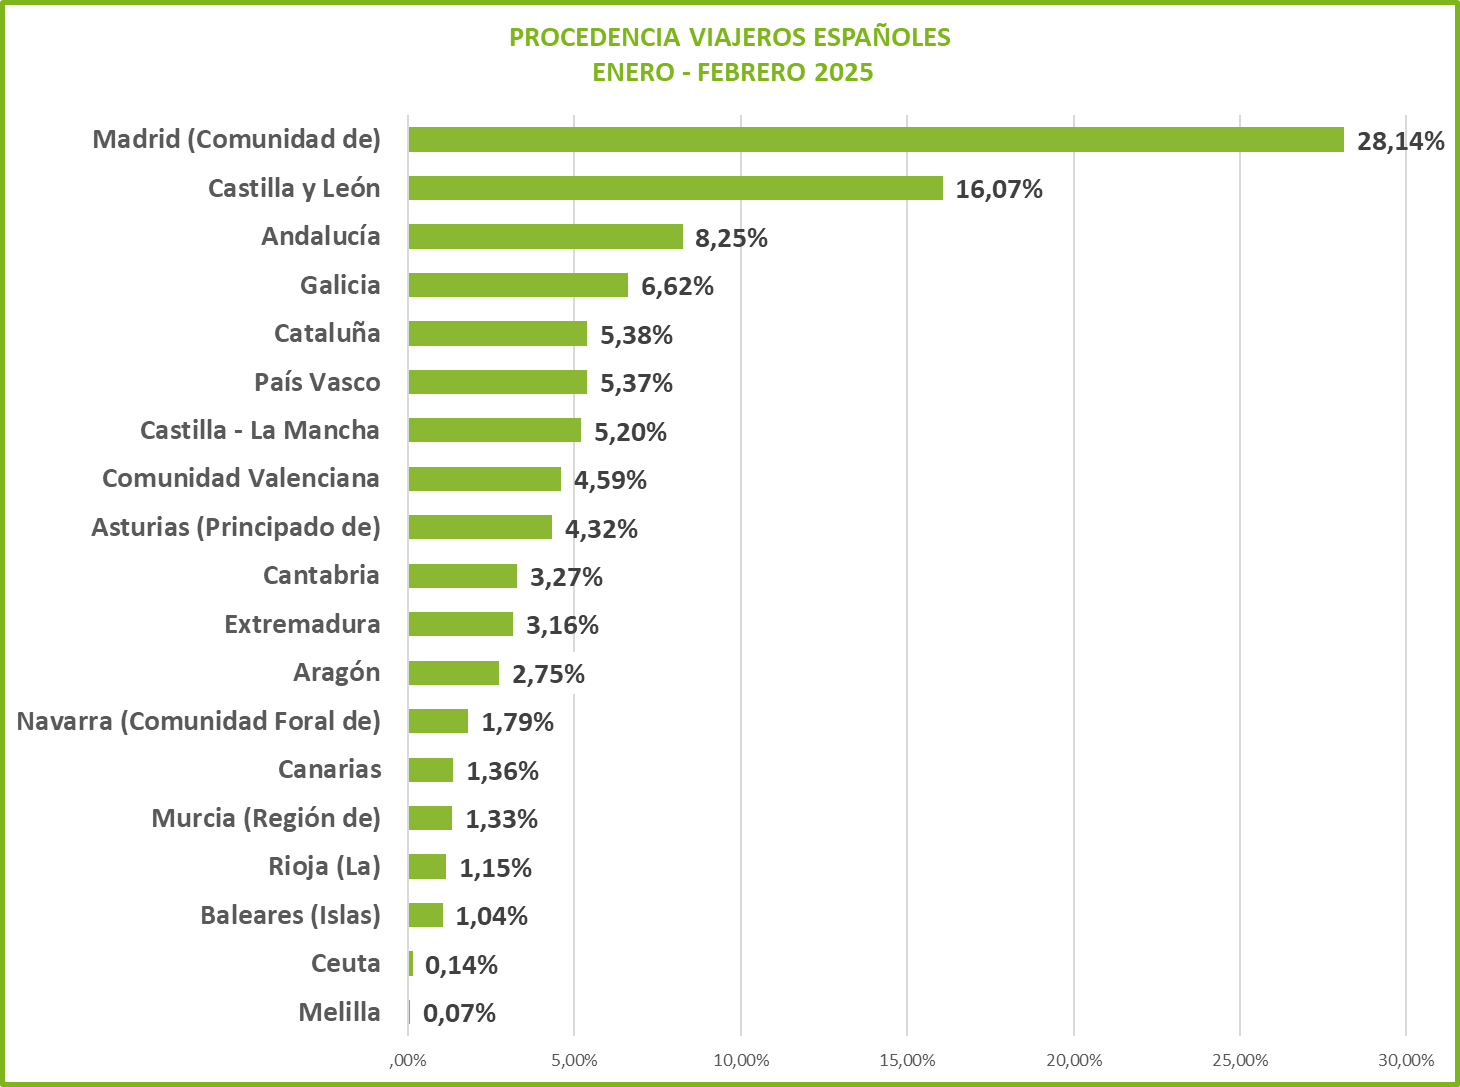 PROCEDENCIA VIAJEROS ESPAÑOLES
ENERO - FEBRERO 2025
Madrid (Comunidad de) 28,14%
Castilla y León 16,07%
Andalucía 8,25%
Galicia 6,62%
Cataluña 5,38%
País Vasco 5,37%
Castilla - La Mancha 5,20%
Comunidad Valenciana 4,59%
Asturias (Principado de) 4,32%
Cantabria 3,27%
Extremadura 3,16%
Aragón 2,75%
Navarra (Comunidad Foral de) 1,79%
Canarias 1,36%
Murcia (Región de) 1,33%
Rioja (La) 1,15%
Baleares (Islas) 1,04%
Ceuta 0,14%
Melilla 0,07%
,00% 5,00% 10,00% 15,00% 20,00% 25,00% 30,00%